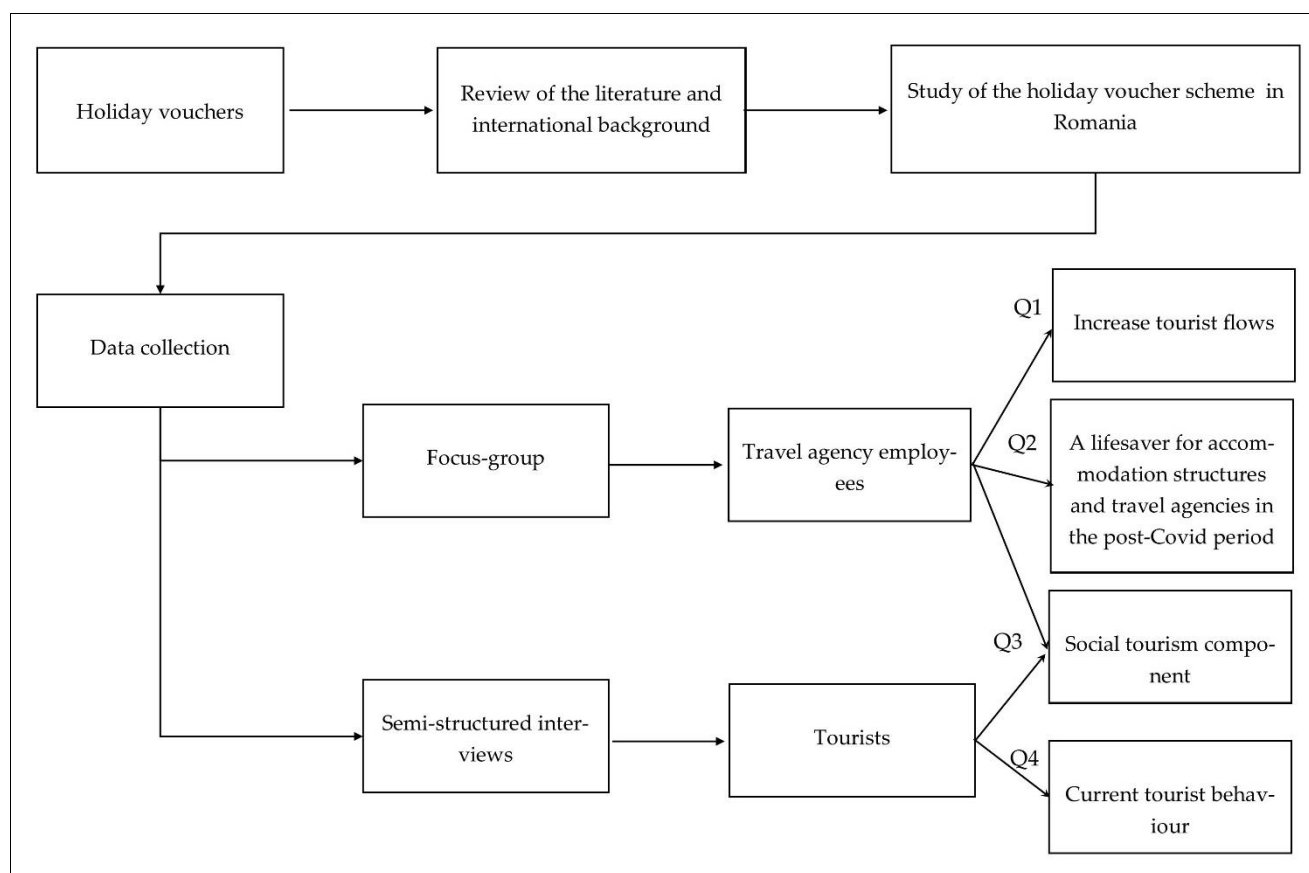 Holiday vouchers
Review of the literature and
international background
Study of the holiday voucher scheme in
Romania
Data collection
Focus-group
Travel agency employ-
ees
Q1
Increase tourist flows
Q2
A lifesaver for accom-
modation structures
and travel agencies in
the post-Covid period
Q3
Social tourism compo-
nent
Semi-structured inter-
views
Tourists
Q4
Current tourist behav-
iour